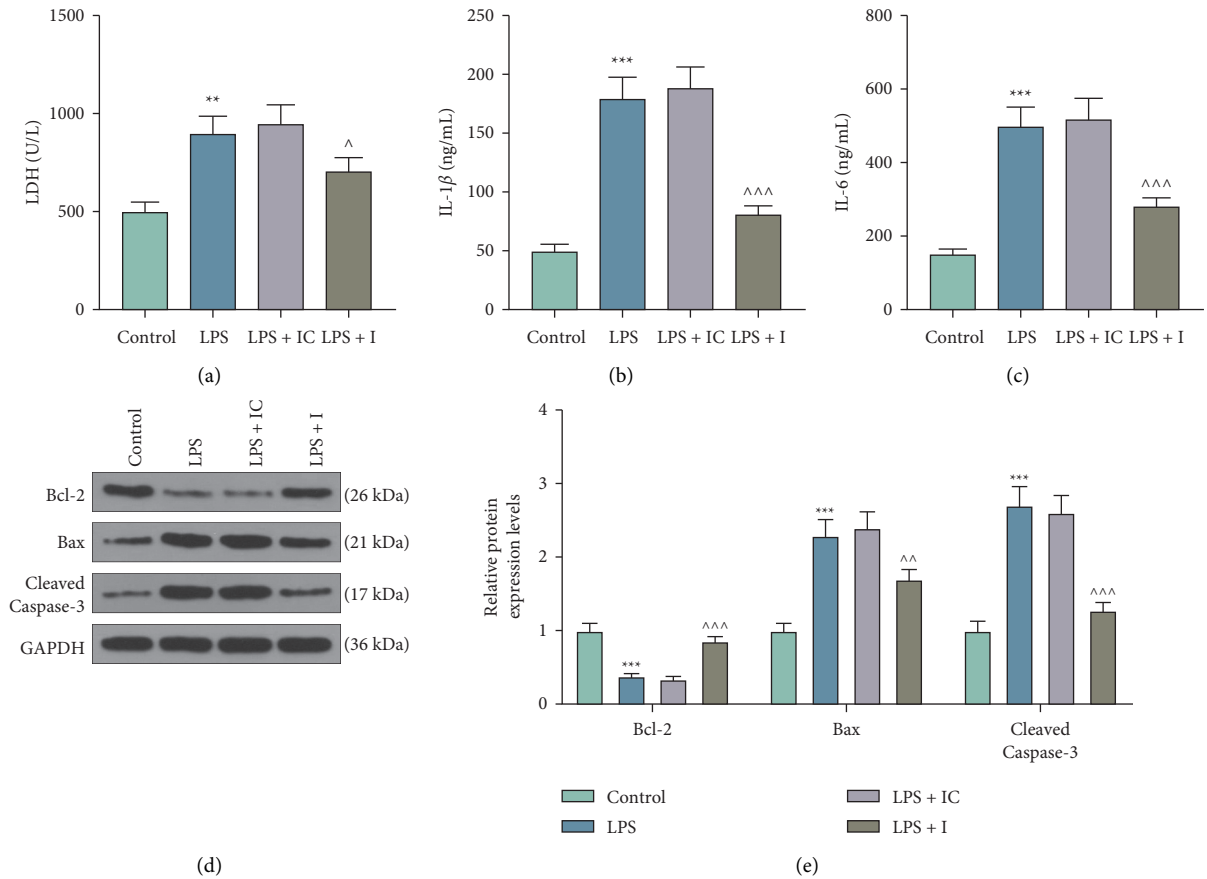 1500
1000
500
0
LDH (U/L)
**
^
Control LPS LPS + IC LPS + I
(a)
250
200
150
100
50
0
IL-1β (ng/mL)
***
^^^
Control LPS LPS + IC LPS + I
(b)
800
600
400
200
0
IL-6 (ng/mL)
***
^^^
Control LPS LPS + IC LPS + I
(c)
Control LPS LPS + IC LPS + I
Bcl-2 (26 kDa)
Bax (21 kDa)
Cleaved
Caspase-3 (17 kDa)
GAPDH (36 kDa)
(d)
4
3
2
1
0
Relative protein
expression levels
*** ^^^
*** ^^
*** ^^^
Bcl-2 Bax Cleaved
Caspase-3
Control LPS + IC
LPS LPS + I
(e)